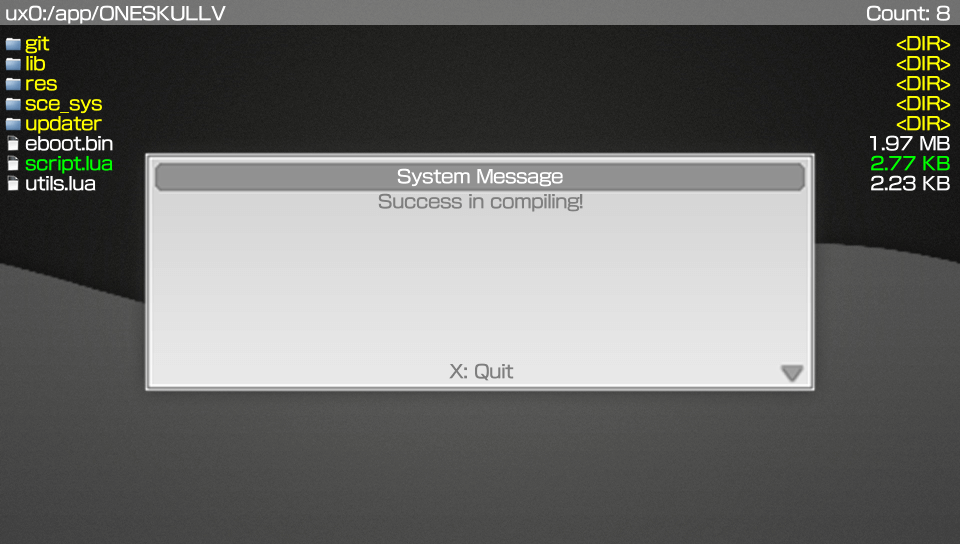 ux0:/app/ONESKULLV Count: 8
git <DIR>
lib <DIR>
res <DIR>
sce_sys <DIR>
updater <DIR>
eboot.bin 1.97 MB
script.lua 2.77 KB
utils.lua 2.23 KB
System Message
Success in compiling!
X: Quit